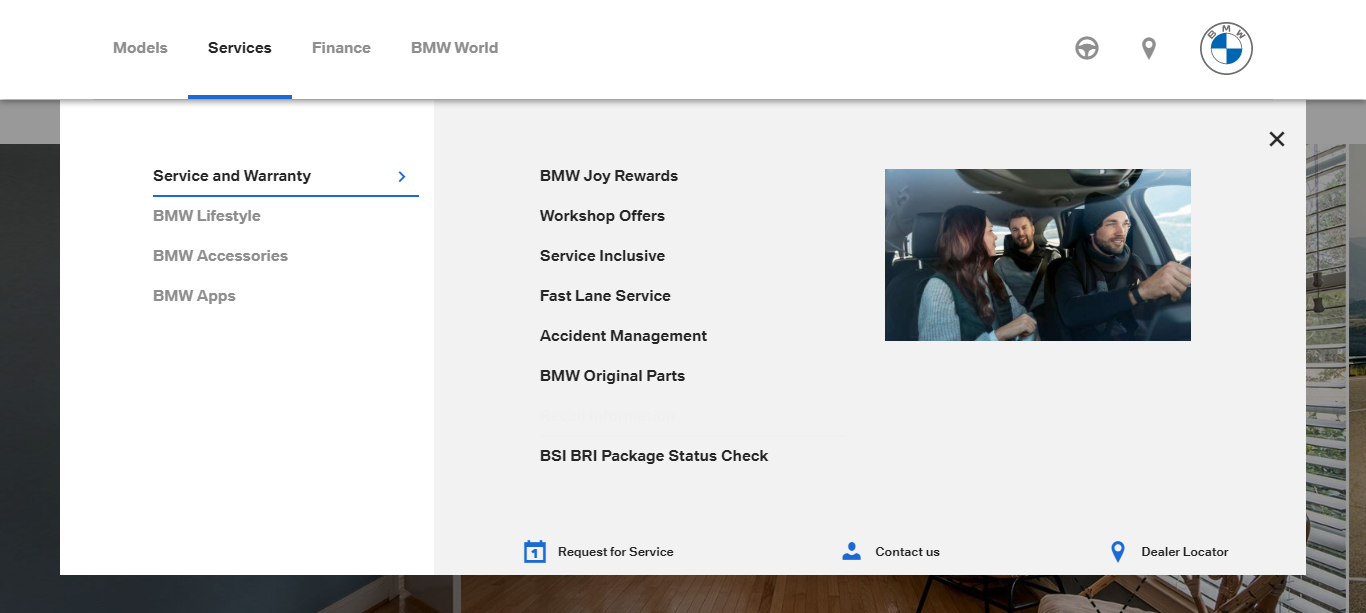 Models
Services
Finance
BMW World
BMW
Service and Warranty
BMW Lifestyle
BMW Accessories
BMW Apps
BMW Joy Rewards
Workshop Offers
Service Inclusive
Fast Lane Service
Accident Management
BMW Original Parts
BSI BRI Package Status Check
1
Request for Service
Contact us
Dealer Locator